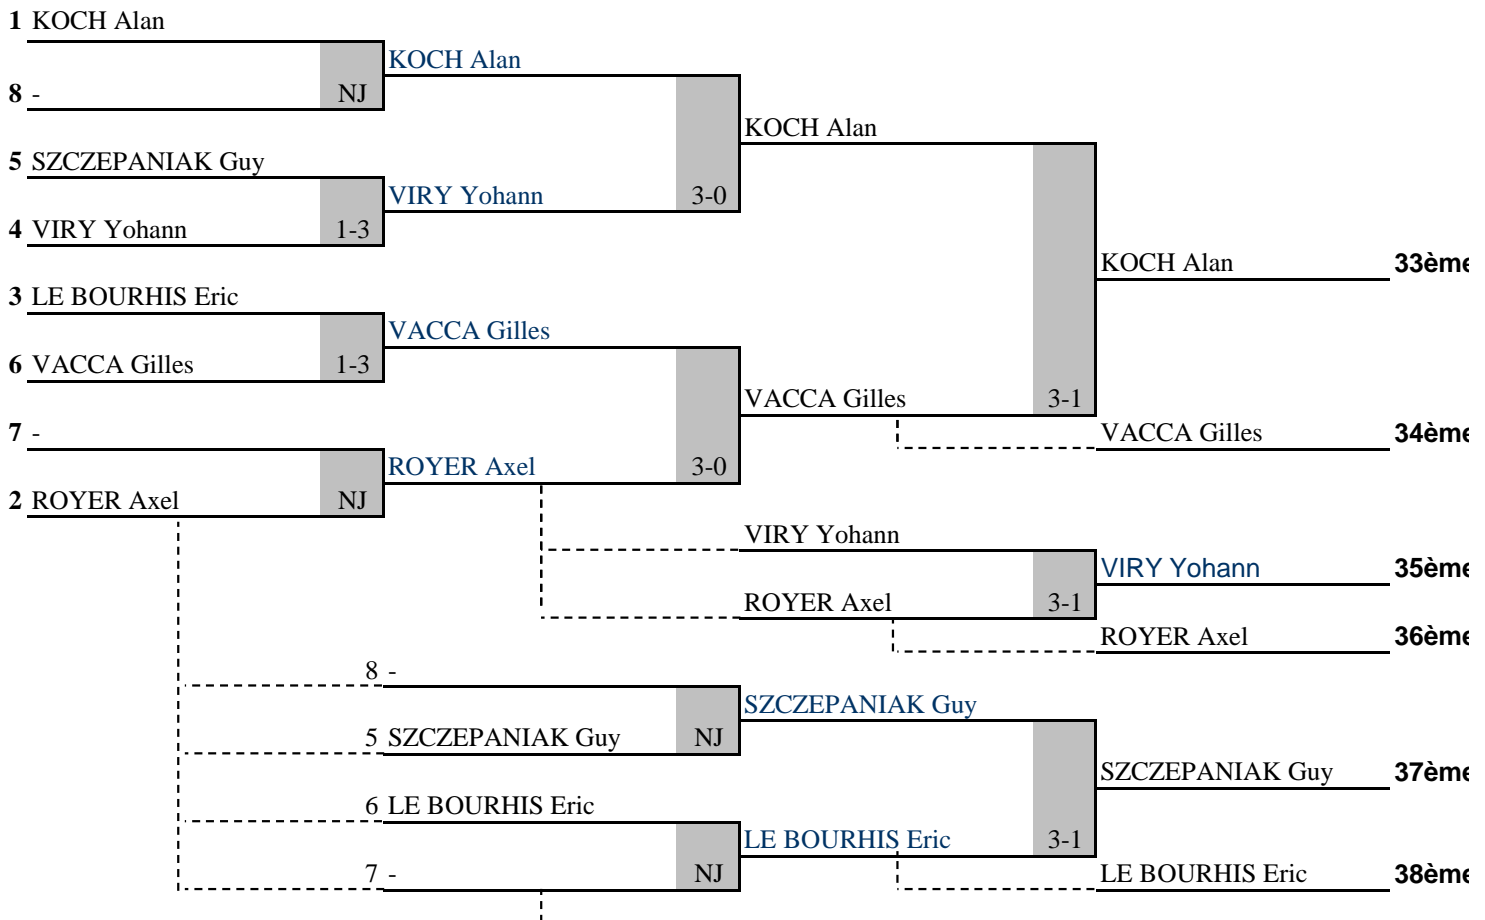 1 KOCH Alan
KOCH Alan
8 - NJ
KOCH Alan
5 SZCZEPANIAK Guy
VIRY Yohann 3-0
4 VIRY Yohann 1-3
KOCH Alan 33ème
3 LE BOURHIS Eric
VACCA Gilles
6 VACCA Gilles 1-3
VACCA Gilles 3-1
7 -
VACCA Gilles 34ème
ROYER Axel 3-0
2 ROYER Axel NJ
VIRY Yohann
VIRY Yohann 35ème
ROYER Axel 3-1
ROYER Axel 36ème
8 -
SZCZEPANIAK Guy
5 SZCZEPANIAK Guy NJ
SZCZEPANIAK Guy 37ème
6 LE BOURHIS Eric
LE BOURHIS Eric 3-1
7 - NJ
LE BOURHIS Eric 38ème